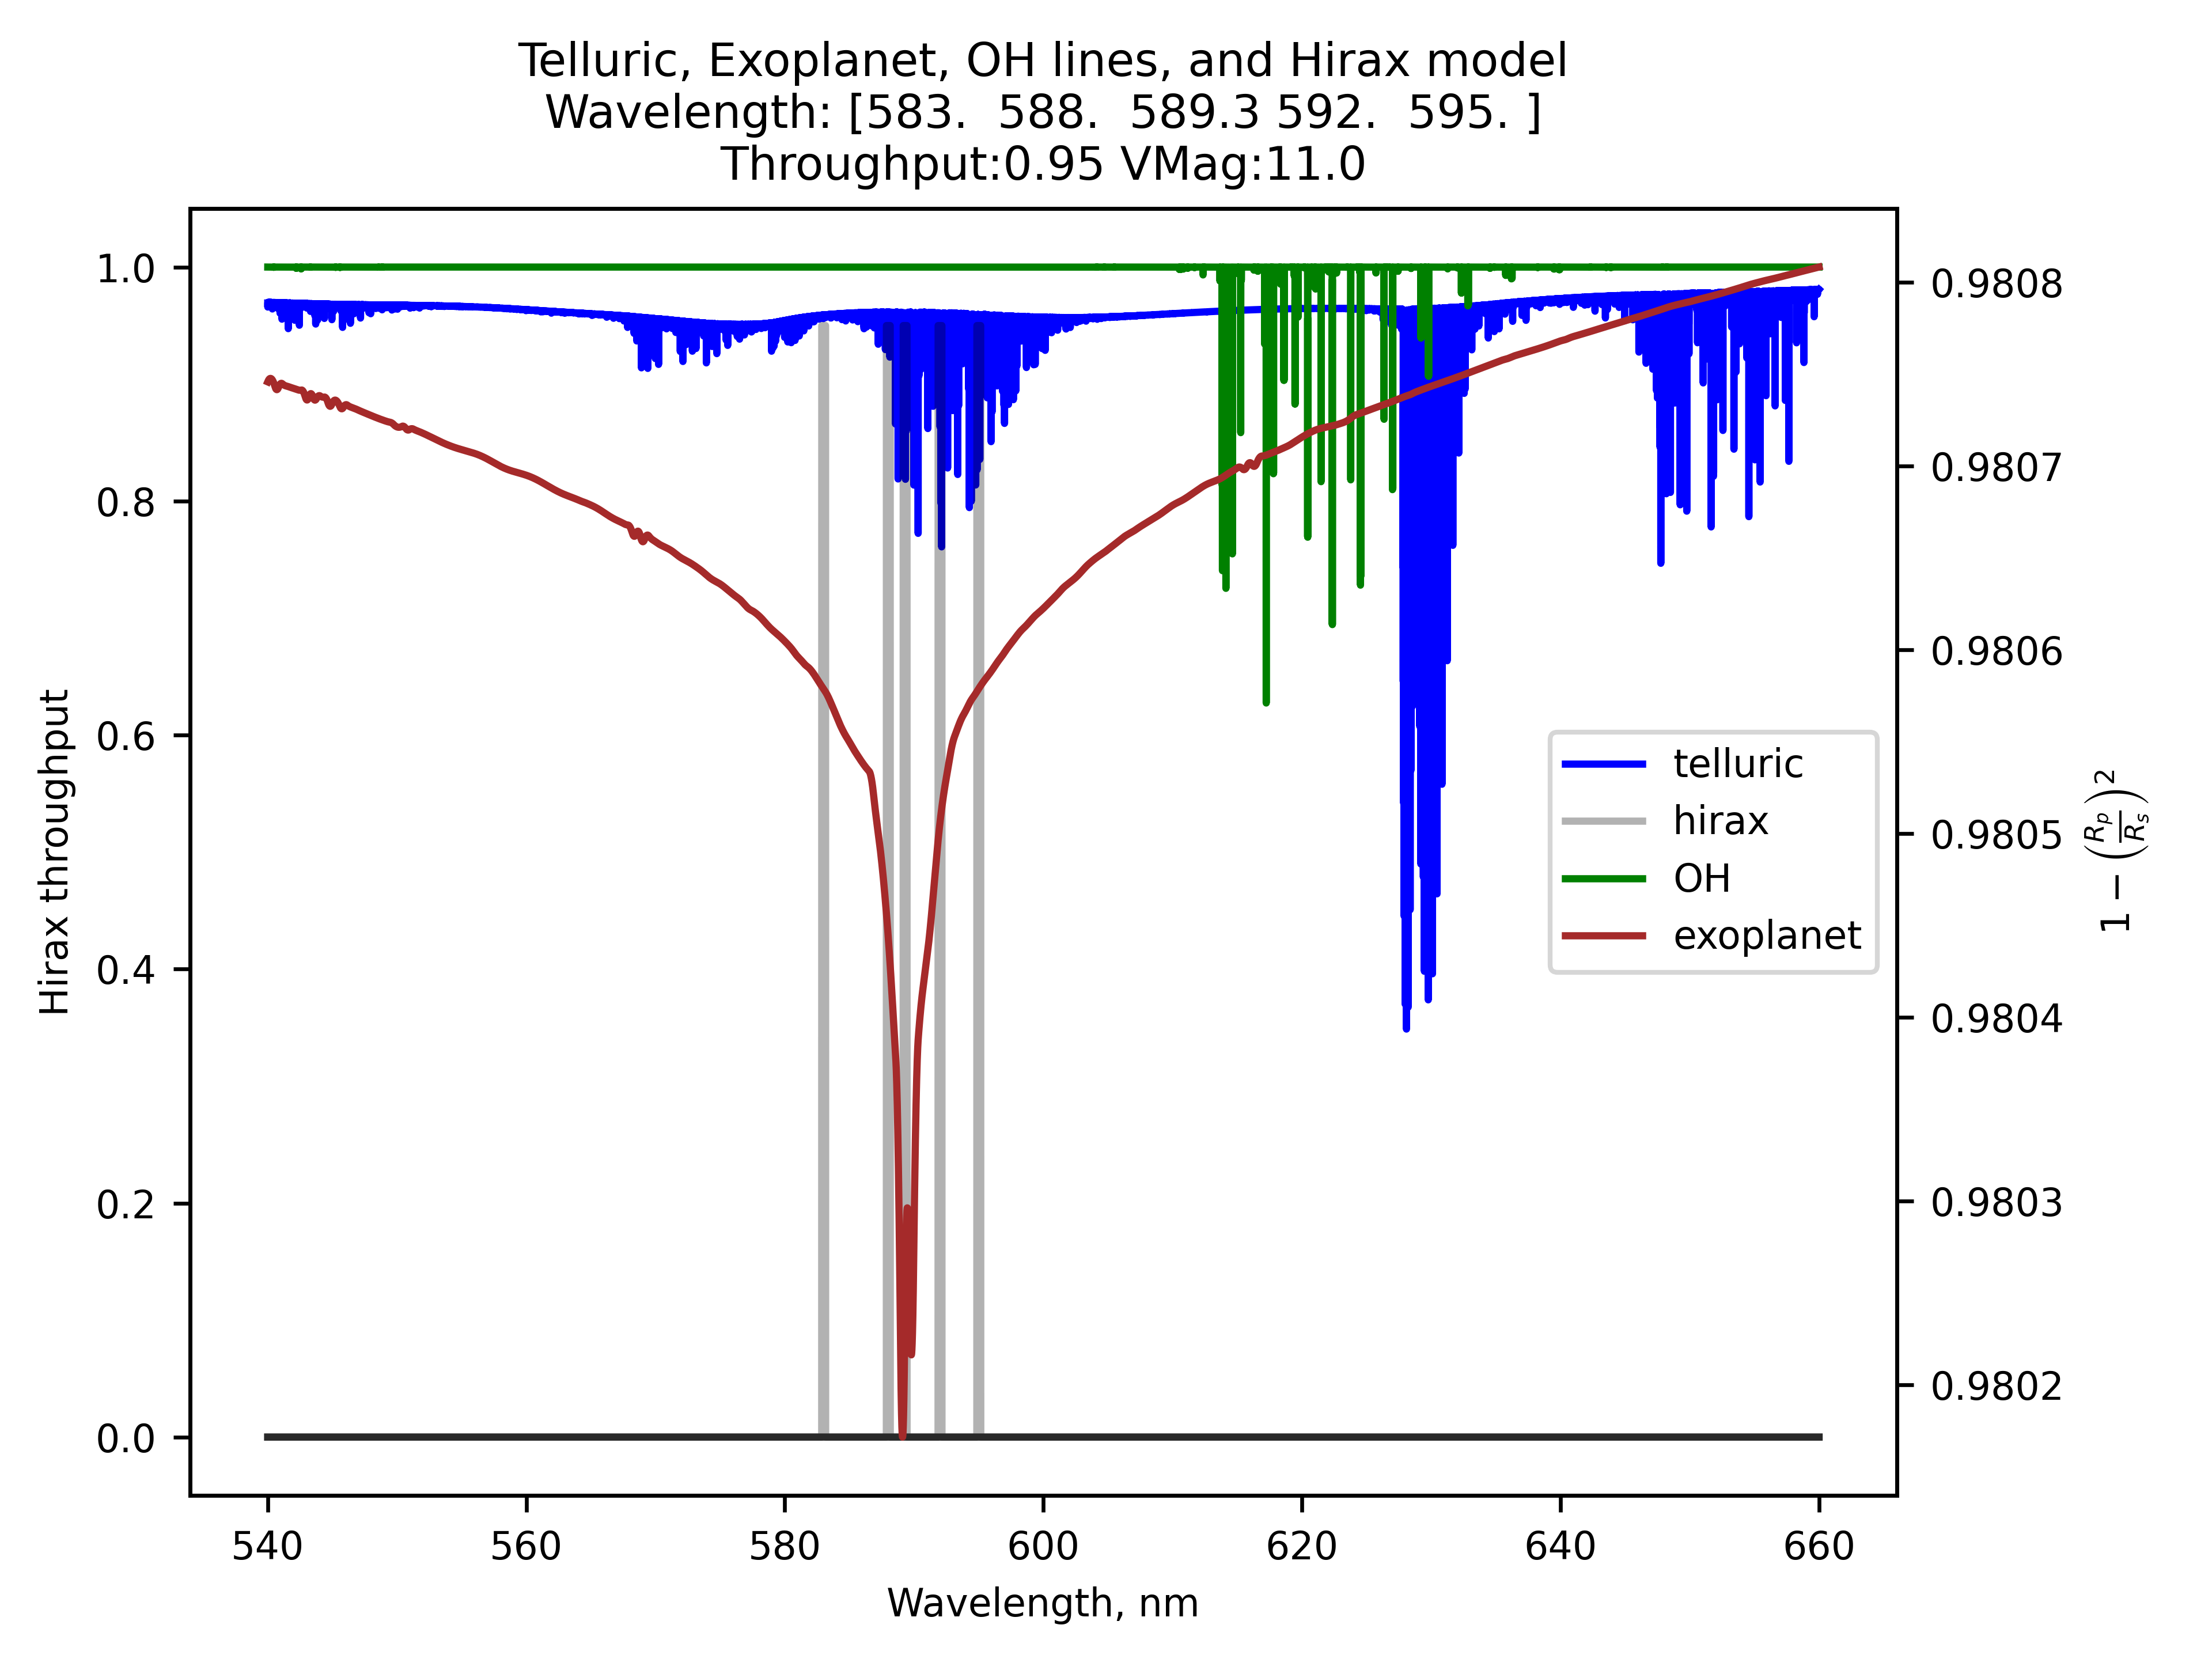 Telluric, Exoplanet, OH lines, and Hirax model
Wavelength: [583.  588.  589.3 592.  595. ]
Throughput:0.95 VMag:11.0
1.0
0.8
0.6
0.4
0.2
0.0
Hirax throughput
0.9808
0.9807
0.9806
0.9805
0.9804
0.9803
0.9802
1 − (R_p/R_s)^2
telluric
hirax
OH
exoplanet
540 560 580 600 620 640 660
Wavelength, nm